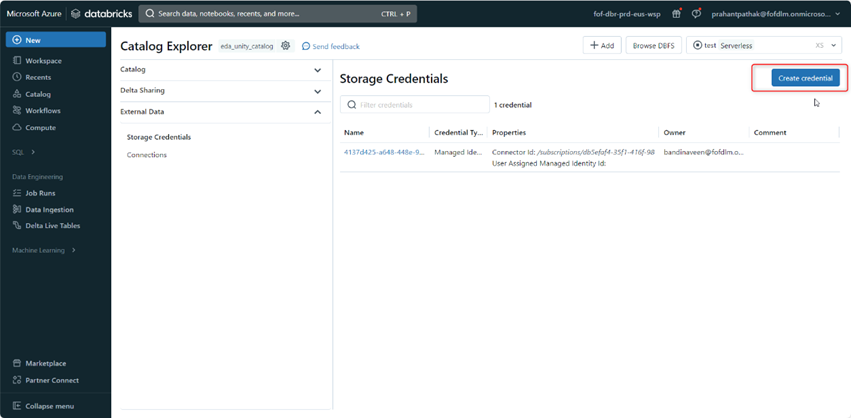 Microsoft Azure databricks Search data, notebooks, recents, and more... CTRL + P fof-dbr-prd-eus-wsp prahantpathak@fofdlm.onmicroso...
New
Workspace
Recents
Catalog
Workflows
Compute
SQL
Data Engineering
Job Runs
Data Ingestion
Delta Live Tables
Machine Learning
Marketplace
Partner Connect
Collapse menu
Catalog Explorer eda_unity_catalog Send feedback
Add Browse DBFS test Serverless XS
Catalog
Delta Sharing
External Data
Storage Credentials
Connections
Storage Credentials
Create credential
Filter credentials 1 credential
Name Credential Ty... Properties Owner Comment
4137d425-a648-448e-9... Managed Ide... Connector Id: /subscriptions/db5efaf4-35f1-416f-98 bandinaveen@fofdlm.o...
User Assigned Managed Identity Id: